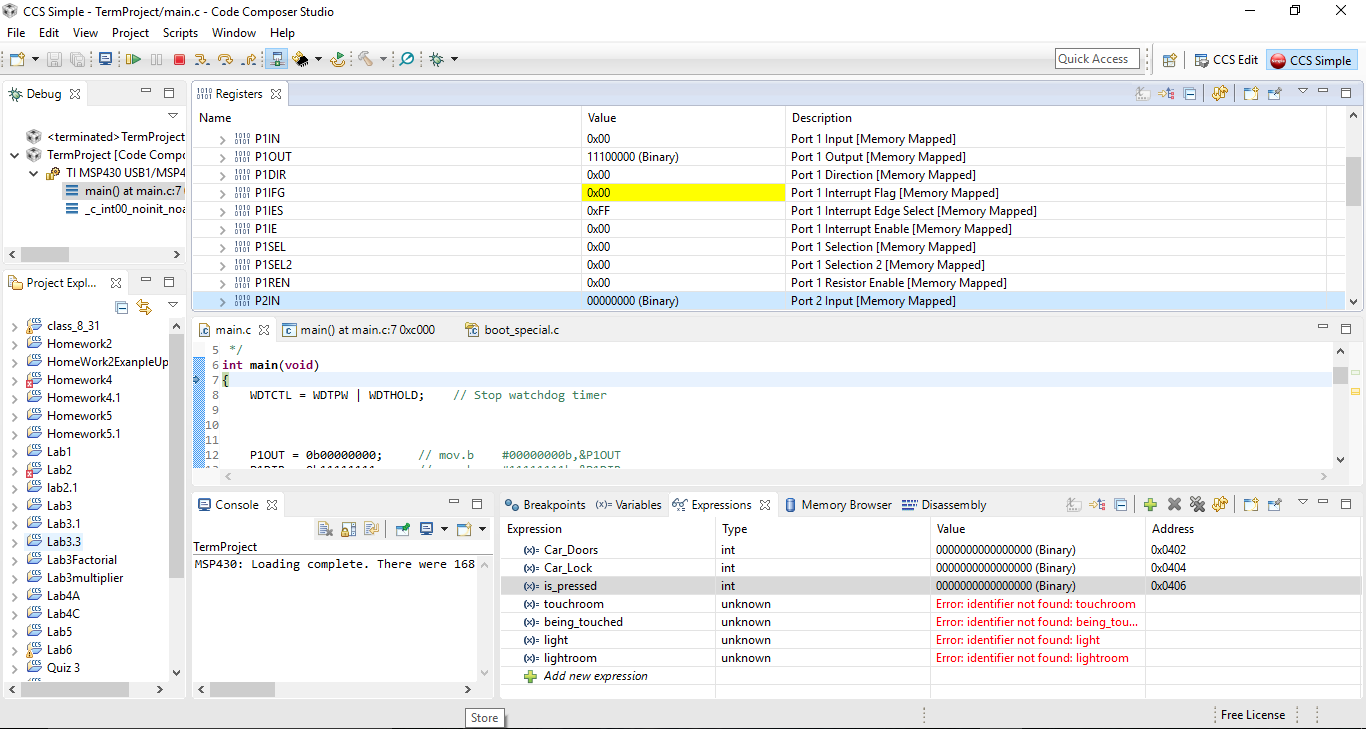 CCS Simple - TermProject/main.c - Code Composer Studio
File Edit View Project Scripts Window Help
Quick Access
CCS Edit
CCS Simple
Debug
<terminated> TermProject
TermProject [Code Compo
TI MSP430 USB1/MSP4
main() at main.c:7
_c_int00_noinit_noa
Registers
Name Value Description
P1IN 0x00 Port 1 Input [Memory Mapped]
P1OUT 11100000 (Binary) Port 1 Output [Memory Mapped]
P1DIR 0x00 Port 1 Direction [Memory Mapped]
P1IFG 0x00 Port 1 Interrupt Flag [Memory Mapped]
P1IES 0xFF Port 1 Interrupt Edge Select [Memory Mapped]
P1IE 0x00 Port 1 Interrupt Enable [Memory Mapped]
P1SEL 0x00 Port 1 Selection [Memory Mapped]
P1SEL2 0x00 Port 1 Selection 2 [Memory Mapped]
P1REN 0x00 Port 1 Resistor Enable [Memory Mapped]
P2IN 00000000 (Binary) Port 2 Input [Memory Mapped]
Project Expl...
class_8_31
Homework2
HomeWork2ExanpleUp
Homework4
Homework4.1
Homework5
Homework5.1
Lab1
Lab2
lab2.1
Lab3
Lab3.1
Lab3.3
Lab3Factorial
Lab3multiplier
Lab4A
Lab4C
Lab5
Lab6
Quiz 3
main.c
main() at main.c:7 0xc000
boot_special.c
5 */
6 int main(void)
7 {
8 WDTCTL = WDTPW | WDTHOLD; // Stop watchdog timer
9
10
11
12 P1OUT = 0b00000000; // mov.b #00000000b,&P1OUT
Console
TermProject
MSP430: Loading complete. There were 168
Breakpoints
Variables
Expressions
Memory Browser
Disassembly
Expression Type Value Address
Car_Doors int 0000000000000000 (Binary) 0x0402
Car_Lock int 0000000000000000 (Binary) 0x0404
is_pressed int 0000000000000000 (Binary) 0x0406
touchroom unknown Error: identifier not found: touchroom
being_touched unknown Error: identifier not found: being_tou...
light unknown Error: identifier not found: light
lightroom unknown Error: identifier not found: lightroom
Add new expression
Store
Free License